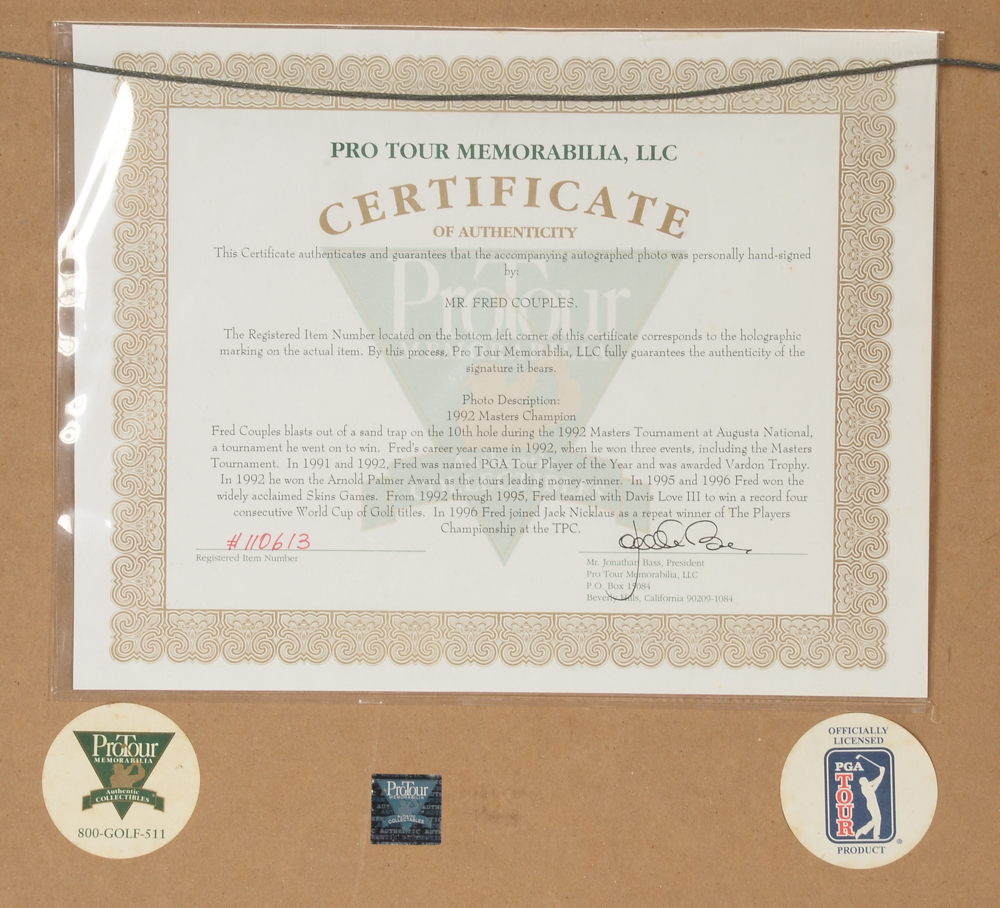 PRO TOUR MEMORABILIA, LLC
CERTIFICATE
OF AUTHENTICITY
This Certificate authenticates and guarantees that the accompanying autographed photo was personally hand-signed
by:
MR. FRED COUPLES.
The Registered Item Number located on the bottom left corner of this certificate corresponds to the holographic
marking on the actual item. By this process, Pro Tour Memorabilia, LLC fully guarantees the authenticity of the
signature it bears.
Photo Description:
1992 Masters Champion
Fred Couples blasts out of a sand trap on the 10th hole during the 1992 Masters Tournament at Augusta National,
a tournament he went on to win. Fred's career year came in 1992, when he won three events, including the Masters
Tournament. In 1991 and 1992, Fred was named PGA Tour Player of the Year and was awarded Vardon Trophy.
In 1992 he won the Arnold Palmer Award as the tours leading money-winner. In 1995 and 1996 Fred won the
widely acclaimed Skins Games. From 1992 through 1995, Fred teamed with Davis Love III to win a record four
consecutive World Cup of Golf titles. In 1996 Fred joined Jack Nicklaus as a repeat winner of The Players
Championship at the TPC.
#110613
Registered Item Number
Mr. Jonathan Bass, President
Pro Tour Memorabilia, LLC
P.O. Box 15084
Beverly Hills, California 90209-1084
ProTour
MEMORABILIA
Authentic
COLLECTIBLES
800-GOLF-511
ProTour
MEMORABILIA
Authentic
COLLECTIBLES
OFFICIALLY
LICENSED
PGA
TOUR
®
PRODUCT